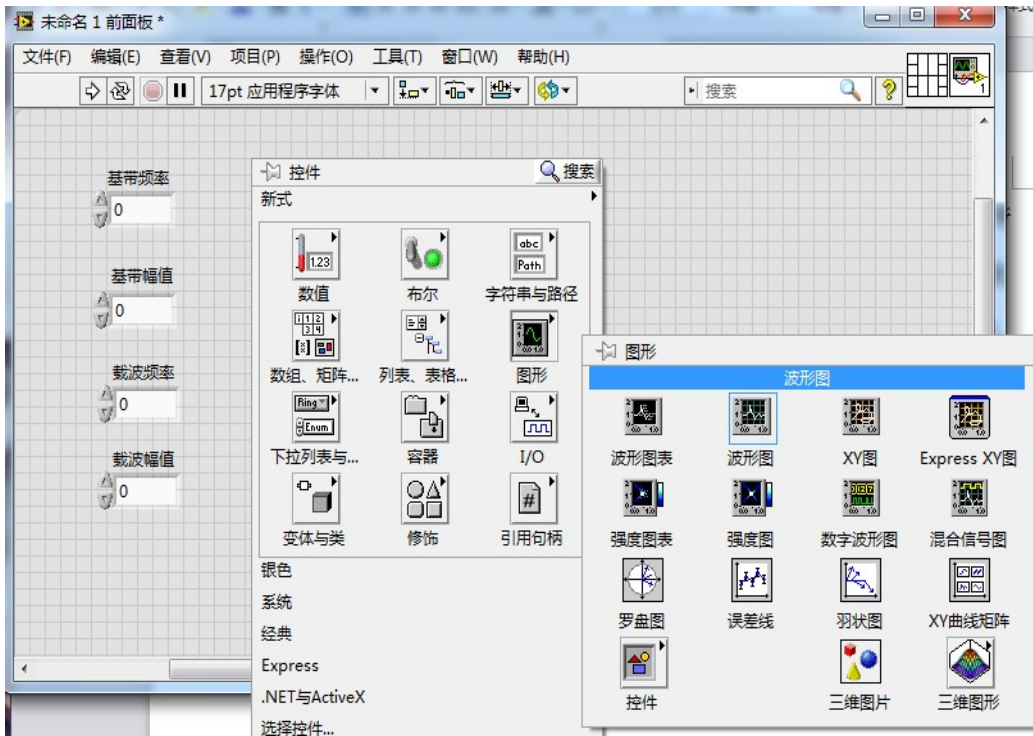 未命名 1 前面板 *
文件(F) 编辑(E) 查看(V) 项目(P) 操作(O) 工具(T) 窗口(W) 帮助(H)
17pt 应用程序字体 搜索
基带频率
0
基带幅值
0
载波频率
0
载波幅值
0
控件 搜索
新式
数值 布尔 字符串与路径
数组、矩阵... 列表、表格... 图形
下拉列表与... 容器 I/O
变体与类 修饰 引用句柄
银色
系统
经典
Express
.NET与ActiveX
选择控件...
图形
波形图
波形图表 波形图 XY图 Express XY图
强度图表 强度图 数字波形图 混合信号图
罗盘图 误差线 羽状图 XY曲线矩阵
控件 三维图片 三维图形